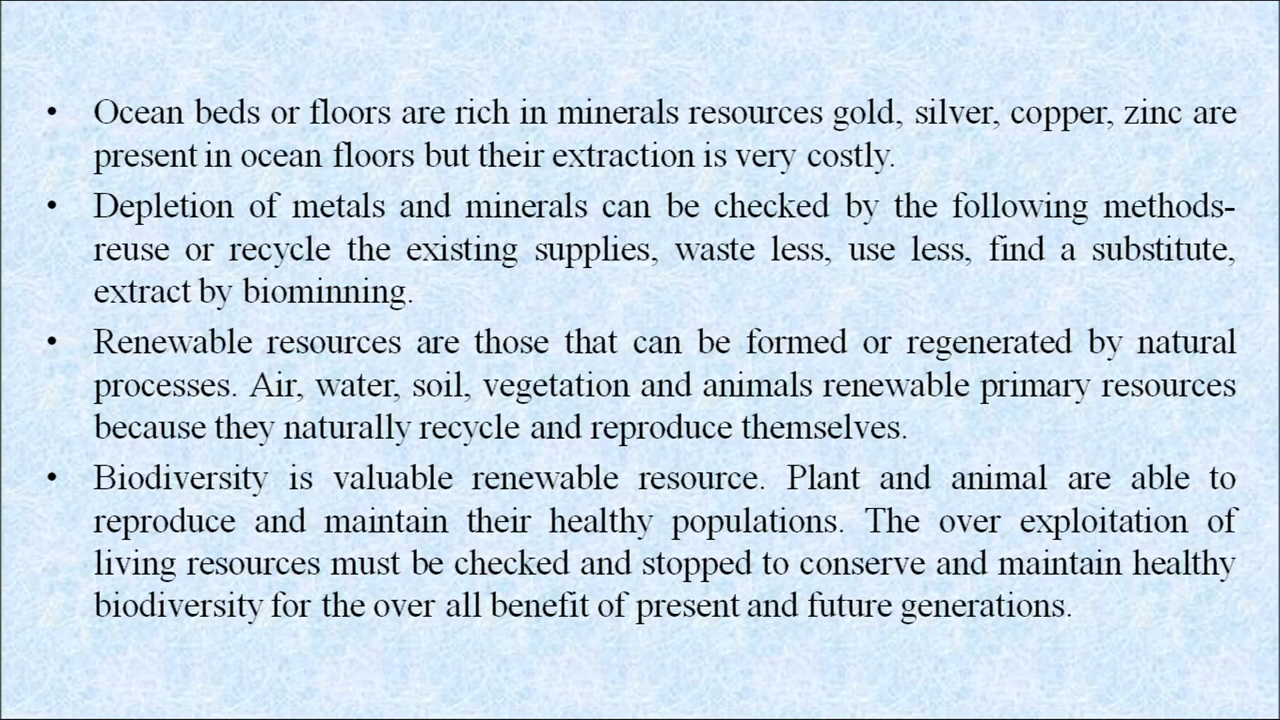 • Ocean beds or floors are rich in minerals resources gold, silver, copper, zinc are
present in ocean floors but their extraction is very costly.
• Depletion of metals and minerals can be checked by the following methods-
reuse or recycle the existing supplies, waste less, use less, find a substitute,
extract by biominning.
• Renewable resources are those that can be formed or regenerated by natural
processes. Air, water, soil, vegetation and animals renewable primary resources
because they naturally recycle and reproduce themselves.
• Biodiversity is valuable renewable resource. Plant and animal are able to
reproduce and maintain their healthy populations. The over exploitation of
living resources must be checked and stopped to conserve and maintain healthy
biodiversity for the over all benefit of present and future generations.